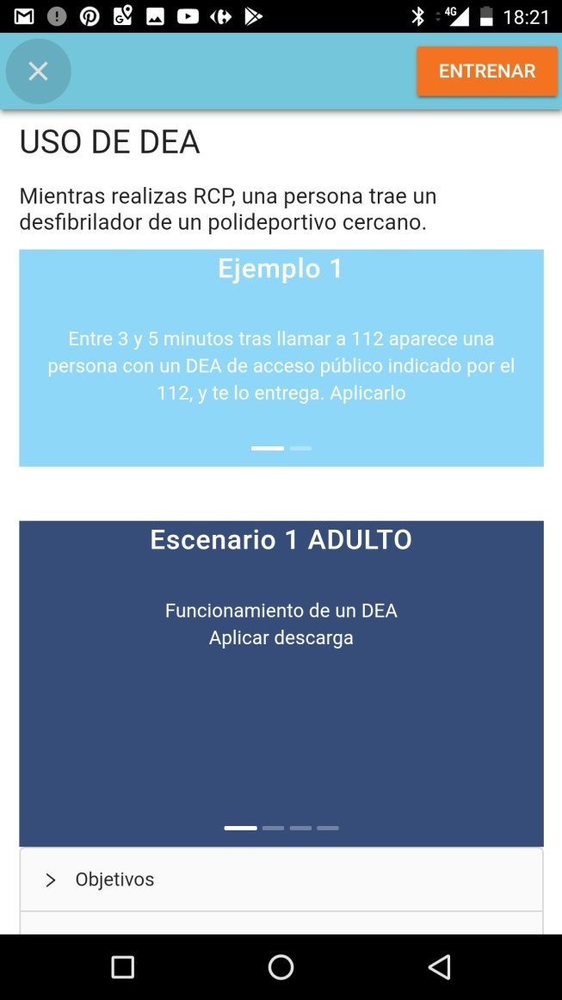 4G 18:21
ENTRENAR
USO DE DEA
Mientras realizas RCP, una persona trae un
desfibrilador de un polideportivo cercano.
Ejemplo 1
Entre 3 y 5 minutos tras llamar a 112 aparece una
persona con un DEA de acceso público indicado por el
112, y te lo entrega. Aplicarlo
Escenario 1 ADULTO
Funcionamiento de un DEA
Aplicar descarga
Objetivos